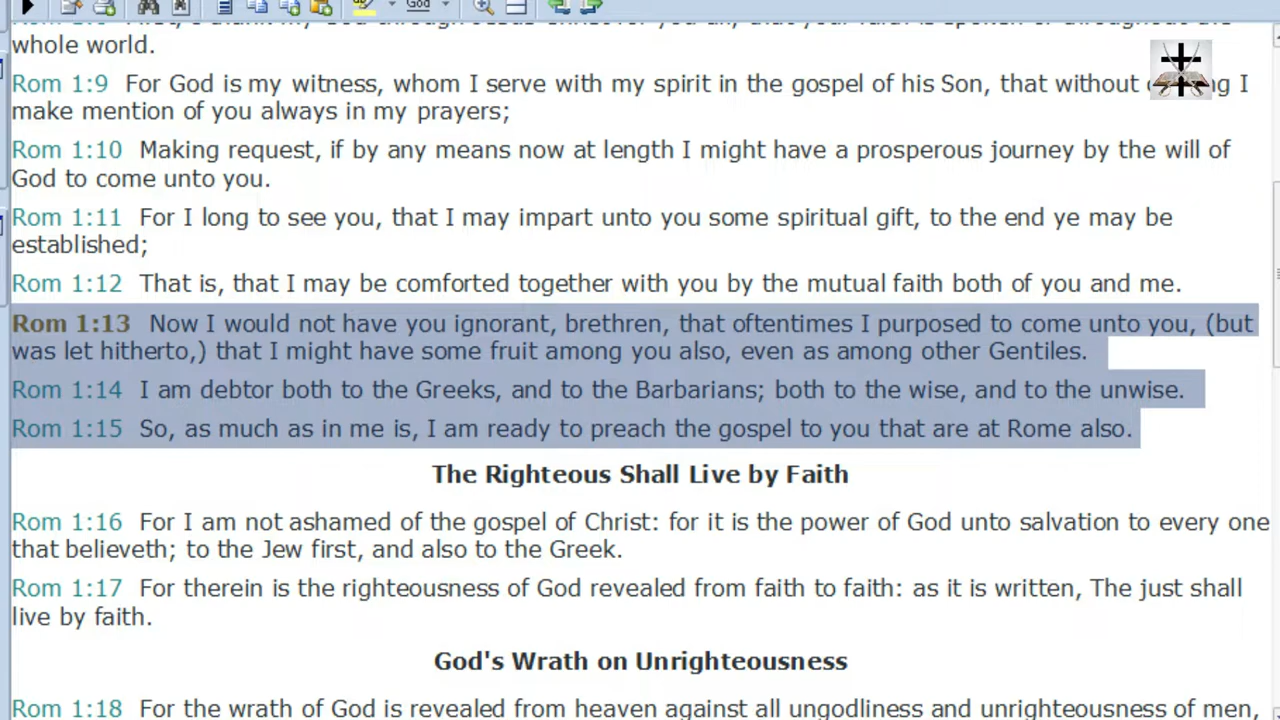 God
whole world.
Rom 1:9 For God is my witness, whom I serve with my spirit in the gospel of his Son, that without I
make mention of you always in my prayers;
Rom 1:10 Making request, if by any means now at length I might have a prosperous journey by the will of
God to come unto you.
Rom 1:11 For I long to see you, that I may impart unto you some spiritual gift, to the end ye may be
established;
Rom 1:12 That is, that I may be comforted together with you by the mutual faith both of you and me.
Rom 1:13 Now I would not have you ignorant, brethren, that oftentimes I purposed to come unto you, (but
was let hitherto,) that I might have some fruit among you also, even as among other Gentiles.
Rom 1:14 I am debtor both to the Greeks, and to the Barbarians; both to the wise, and to the unwise.
Rom 1:15 So, as much as in me is, I am ready to preach the gospel to you that are at Rome also.
The Righteous Shall Live by Faith
Rom 1:16 For I am not ashamed of the gospel of Christ: for it is the power of God unto salvation to every one
that believeth; to the Jew first, and also to the Greek.
Rom 1:17 For therein is the righteousness of God revealed from faith to faith: as it is written, The just shall
live by faith.
God's Wrath on Unrighteousness
Rom 1:18 For the wrath of God is revealed from heaven against all ungodliness and unrighteousness of men,